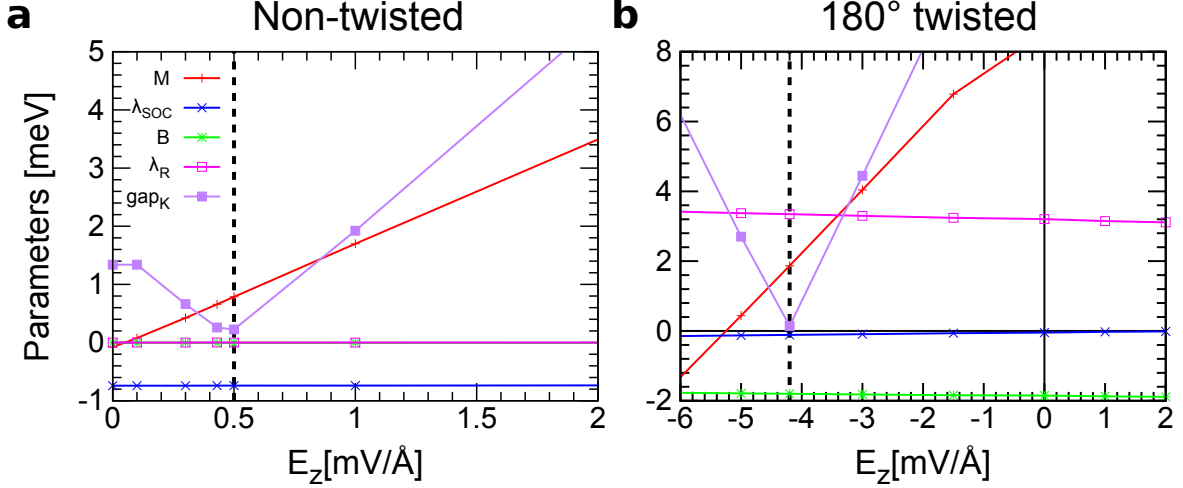 a Non-twisted
b 180° twisted
Parameters [meV]
5
4
3
2
1
0
-1
M
λSOC
B
λR
gapK
0 0.5 1 1.5 2
Ez[mV/Å]
8
6
4
2
0
-2
-6 -5 -4 -3 -2 -1 0 1 2
Ez[mV/Å]